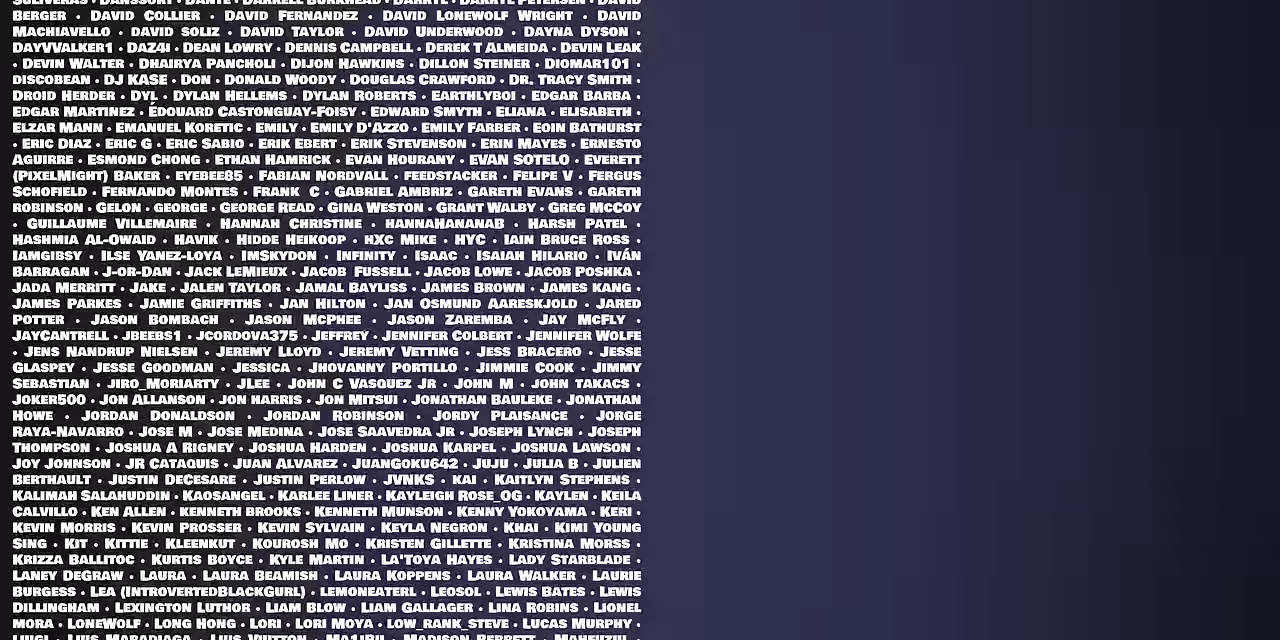 Soliveras • Danssort • Dante • Darrell Burkhead • Darryl • Darryl Petersen • David
Berger • David Collier • David Fernandez • David Lonewolf Wright • David
Machiavello • david soliz • David Taylor • David Underwood • Dayna Dyson •
DayVValker1 • Daz4i • Dean Lowry • Dennis Campbell • Derek T Almeida • Devin Leak
• Devin Walter • Dhairya Pancholi • Dijon Hawkins • Dillon Steiner • Diomar101 •
discobean • DJ KASE • Don • Donald Woody • Douglas Crawford • Dr. Tracy Smith •
Droid Herder • Dyl • Dylan Hellems • Dylan Roberts • Earthlyboi • Edgar Barba •
Edgar Martinez • Édouard Castonguay-Foisy • Edward Smyth • Eliana • elisabeth •
Elzar Mann • Emanuel Koretic • Emily • Emily D'Azzo • Emily Farber • Eoin Bathurst
• Eric Diaz • Eric G • Eric Sabio • Erik Ebert • Erik Stevenson • Erin Mayes • Ernesto
Aguirre • Esmond Chong • Ethan Hamrick • Evan Hourany • EVAN SOTELO • Everett
(PixelMight) Baker • eyebee85 • Fabian Nordvall • feedstacker • Felipe V • Fergus
Schofield • Fernando Montes • Frank C • Gabriel Ambriz • Gareth Evans • gareth
robinson • Gelon • george • George Read • Gina Weston • Grant Walby • Greg McCoy
• Guillaume Villemaire • Hannah Christine • hannaHananaB • Harsh Patel •
Hashmia Al-Owaid • Havik • Hidde Heikoop • hXc Mike • HYC • Iain Bruce Ross •
iamgibsy • Ilse Yanez-loya • ImSkydon • Infinity • Isaac • Isaiah Hilario • Iván
Barragan • J-or-Dan • Jack LeMieux • Jacob Fussell • Jacob Lowe • Jacob Poshka •
Jada Merritt • Jake • Jalen Taylor • Jamal Bayliss • James Brown • james kang •
James Parkes • Jamie Griffiths • Jan Hilton • Jan Osmund Aareskjold • Jared
Potter • Jason Bombach • Jason McPhee • Jason Zaremba • Jay McFly •
JayCantrell • jbeebs1 • jcordova375 • Jeffrey • Jennifer Colbert • Jennifer Wolfe
• Jens Nandrup Nielsen • Jeremy Lloyd • Jeremy Vetting • Jess Bracero • Jesse
Glaspey • Jesse Goodman • Jessica • Jhovanny Portillo • Jimmie Cook • Jimmy
Sebastian • jiro_moriarty • JLee • John C Vasquez Jr • John M • john takacs •
Joker500 • Jon Allanson • jon harris • Jon Mitsui • Jonathan Bauleke • Jonathan
Howe • Jordan Donaldson • Jordan Robinson • Jordy Plaisance • Jorge
Raya-Navarro • Jose M • Jose Medina • Jose Saavedra Jr • Joseph Lynch • Joseph
Thompson • Joshua A Rigney • Joshua Harden • Joshua Karpel • Joshua Lawson •
Joy Johnson • JR Cataquis • Juan Alvarez • JuanGoku642 • JuJu • Julia B • Julien
Berthault • Justin DeCesare • Justin Perlow • JVNKS • kai • Kaitlyn Stephens •
Kalimah Salahuddin • Kaosangel • Karlee Liner • Kayleigh Rose_OG • Kaylen • Keila
Calvillo • Ken Allen • kenneth brooks • Kenneth Munson • Kenny Yokoyama • Keri •
Kevin Morris • Kevin Prosser • Kevin Sylvain • Keyla Negron • Khai • Kimi Young
Sing • Kit • Kittie • Kleenkut • Kourosh Mo • Kristen Gillette • Kristina Morss •
Krizza Ballitoc • Kurtis Boyce • Kyle Martin • La'Toya Hayes • Lady Starblade •
Laney DeGraw • Laura • Laura Beamish • Laura Koppens • Laura Walker • Laurie
Burgess • Lea (IntrovertedBlackGurl) • lemoneaterl • Leosol • Lewis Bates • Lewis
Dillingham • Lexington Luthor • Liam Blow • Liam Gallager • Lina Robins • Lionel
mora • LoneWolf • Long Hong • Lori • Lori Moya • low_rank_steve • Lucas Murphy •
Luigi • Luis Maradiaga • Luis Vuitton • Madison Perrett